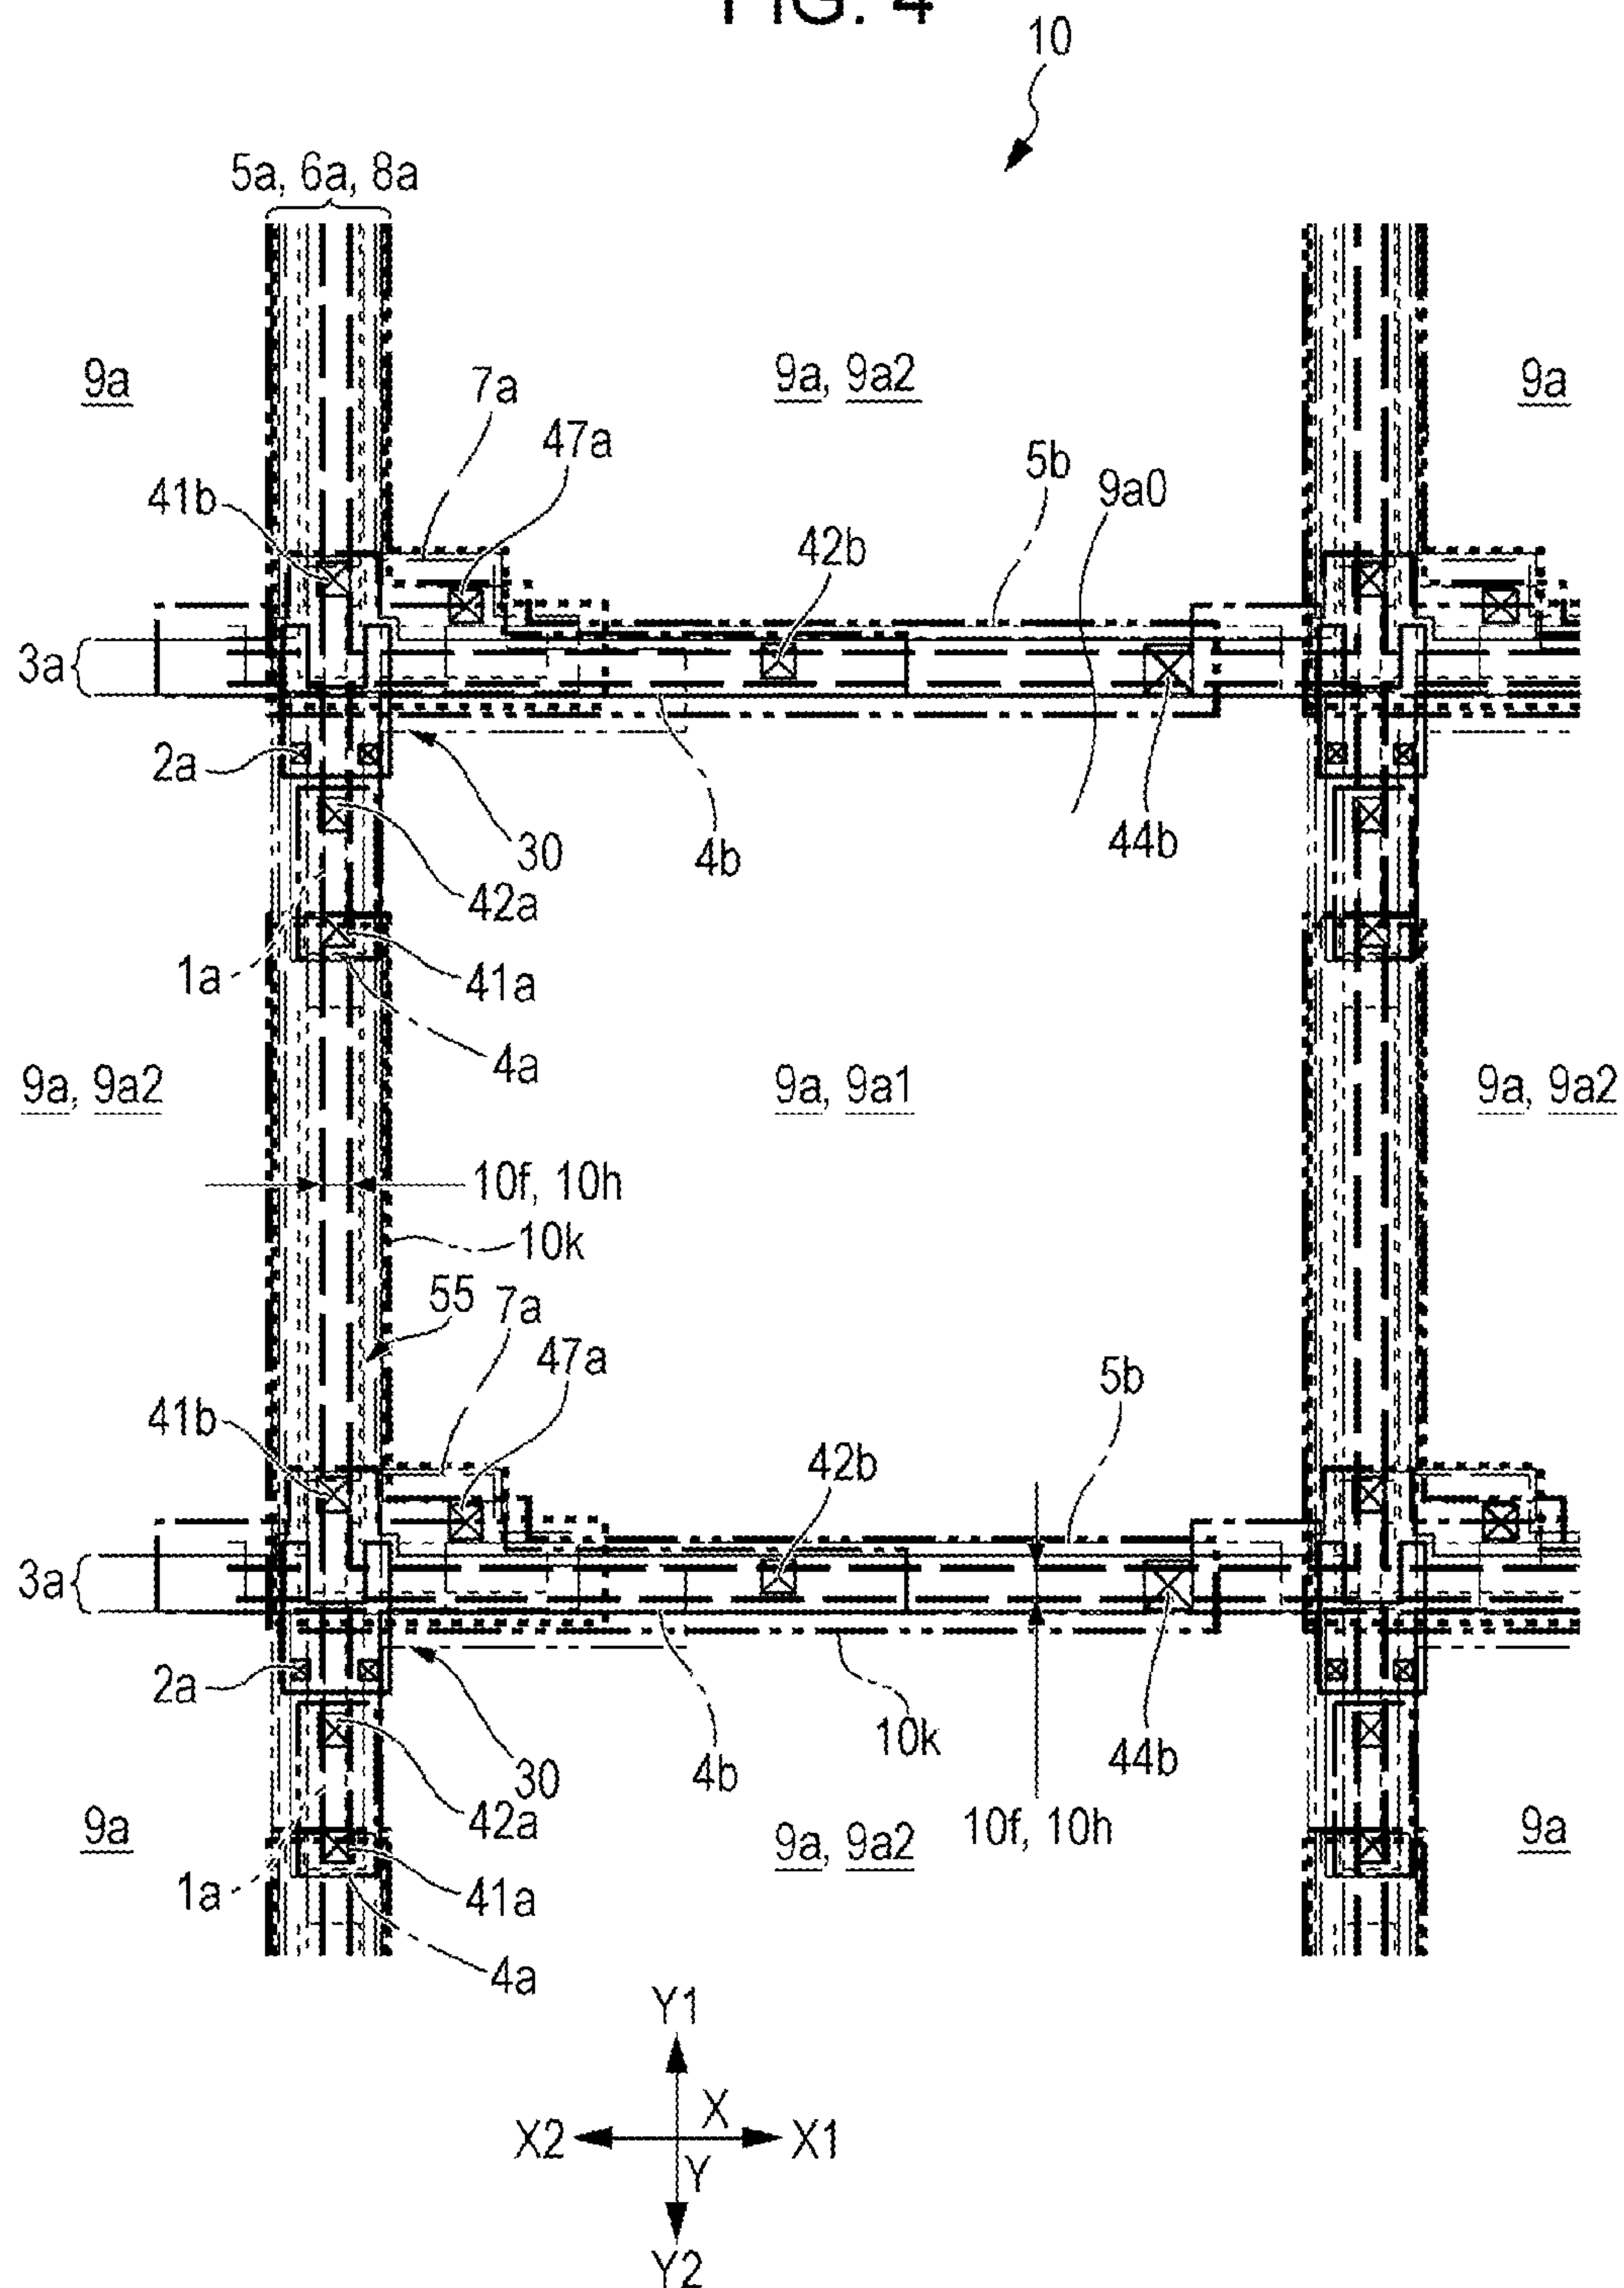 FIG. 4
10
5a, 6a, 8a
9a
7a
9a, 9a2
9a
47a
5b
9a0
41b
42b
3a
2a
30
4b
44b
42a
1a
41a
4a
9a, 9a2
9a, 9a1
9a, 9a2
10f, 10h
10k
55
7a
47a
5b
41b
42b
3a
2a
10k
30
4b
44b
42a
9a
9a, 9a2
10f, 10h
9a
1a
41a
4a
Y1
X
X2
X1
Y
Y2